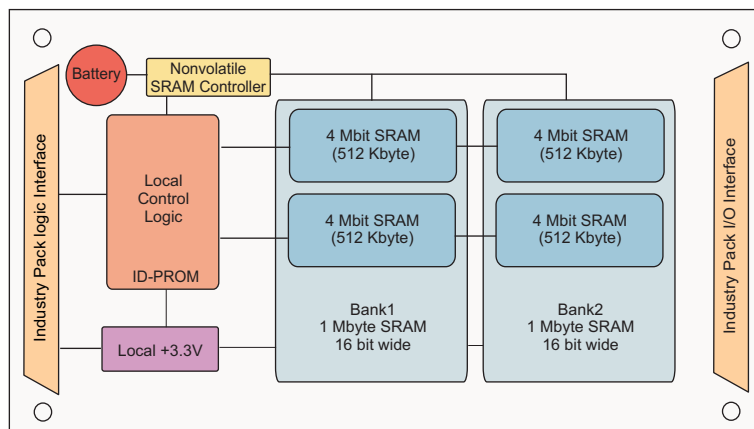 Battery
Nonvolatile
SRAM Controller
Industry Pack logic Interface
Local
Control
Logic
ID-PROM
Local +3.3V
4 Mbit SRAM
(512 Kbyte)
4 Mbit SRAM
(512 Kbyte)
Bank1
1 Mbyte SRAM
16 bit wide
4 Mbit SRAM
(512 Kbyte)
4 Mbit SRAM
(512 Kbyte)
Bank2
1 Mbyte SRAM
16 bit wide
Industry Pack I/O Interface